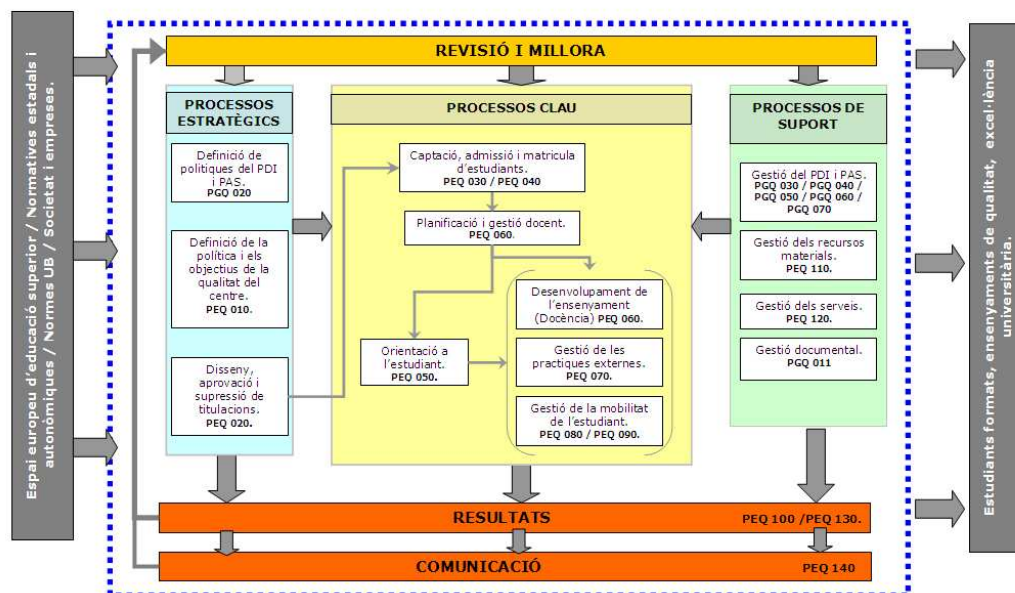 Espai europeu d'educació superior / Normatives estadals i
autonòmiques / Normes UB / Societat i empreses.
REVISIÓ I MILLORA
PROCESSOS
ESTRATÈGICS
Definició de
politiques del PDI
i PAS.
PGQ 020
Definició de la
política i els
objectius de la
qualitat del
centre.
PEQ 010.
Disseny,
aprovació i
supressió de
titulacions.
PEQ 020.
PROCESSOS CLAU
Captació, admissió i matricula
d'estudiants.
PEQ 030 / PEQ 040
Planificació i gestió docent.
PEQ 060.
Desenvolupament de
l'ensenyament
(Docència) PEQ 060.
Orientació a
l'estudiant.
PEQ 050.
Gestió de les
practiques externes.
PEQ 070.
Gestió de la mobilitat
de l'estudiant.
PEQ 080 / PEQ 090.
PROCESSOS DE
SUPORT
Gestió del PDI i PAS.
PGQ 030 / PGQ 040 /
PGQ 050 / PGQ 060 /
PGQ 070
Gestió dels recursos
materials.
PEQ 110.
Gestió dels serveis.
PEQ 120.
Gestió documental.
PGQ 011
RESULTATS PEQ 100 /PEQ 130.
COMUNICACIÓ PEQ 140
Estudiants formats, ensenyaments de qualitat, excel·lència
universitària.